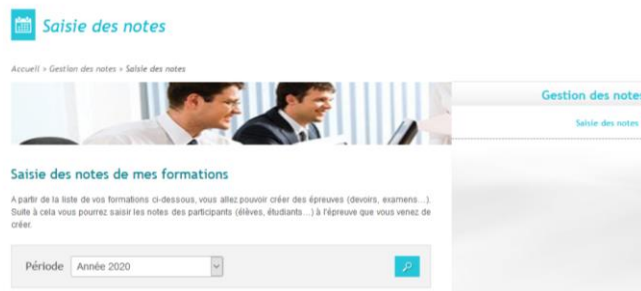 Saisie des notes
Accueil » Gestion des notes » Saisie des notes
Gestion des notes
Saisie des notes
Saisie des notes de mes formations
A partir de la liste de vos formations ci-dessous, vous allez pouvoir créer des épreuves (devoirs, examens...).
Suite à cela vous pourrez saisir les notes des participants (élèves, étudiants...) à l'épreuve que vous venez de
créer.
Période Année 2020